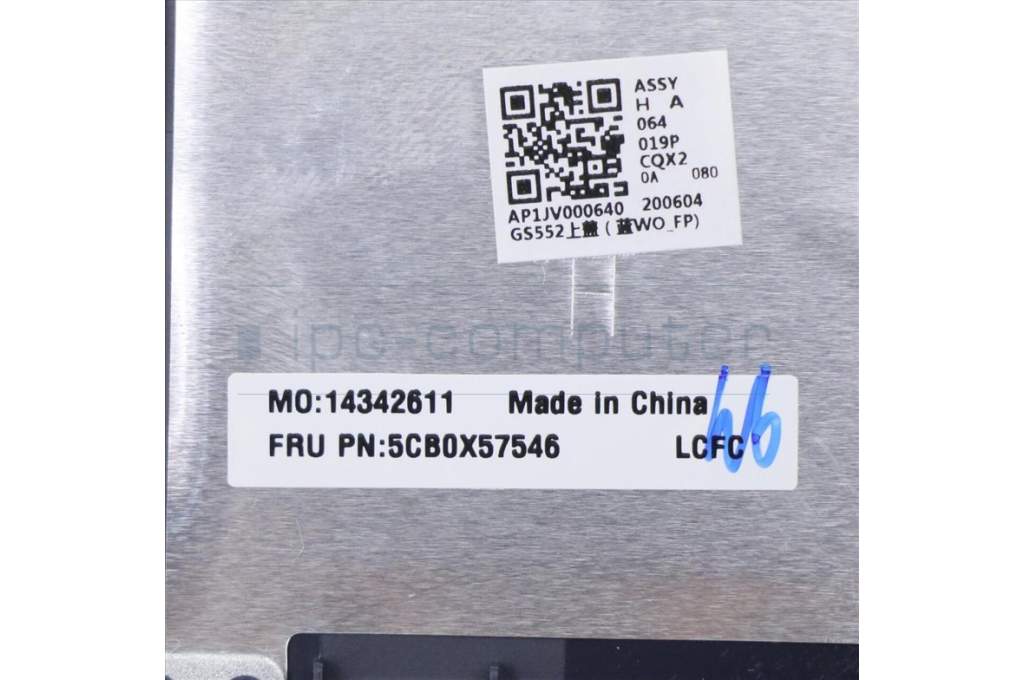 ASSY
H A
064
019P
CQX2
0A 080
AP1JV000640 200604
GS552上盖(蓝WO_FP)
ipc-computer
MO:14342611 Made in China
FRU PN:5CB0X57546 LCFC